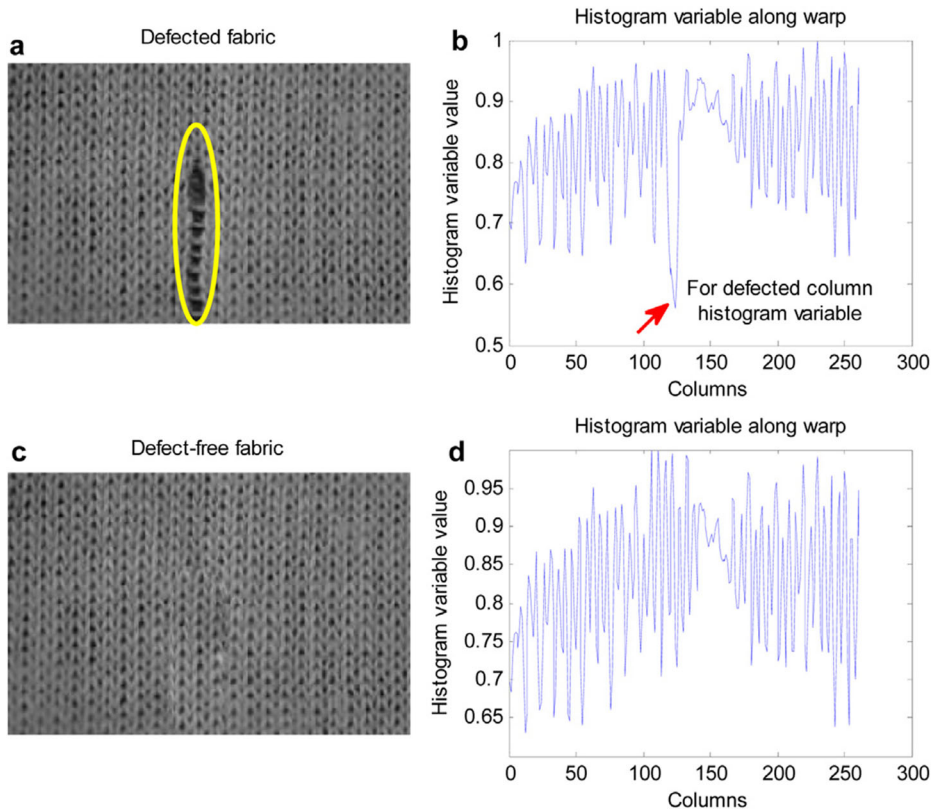 a
Defected fabric
b
Histogram variable along warp
Histogram variable value
1
0.9
0.8
0.7
0.6
0.5
For defected column
histogram variable
0
50
100
150
200
250
300
Columns
c
Defect-free fabric
d
Histogram variable along warp
Histogram variable value
0.95
0.9
0.85
0.8
0.75
0.7
0.65
0
50
100
150
200
250
300
Columns